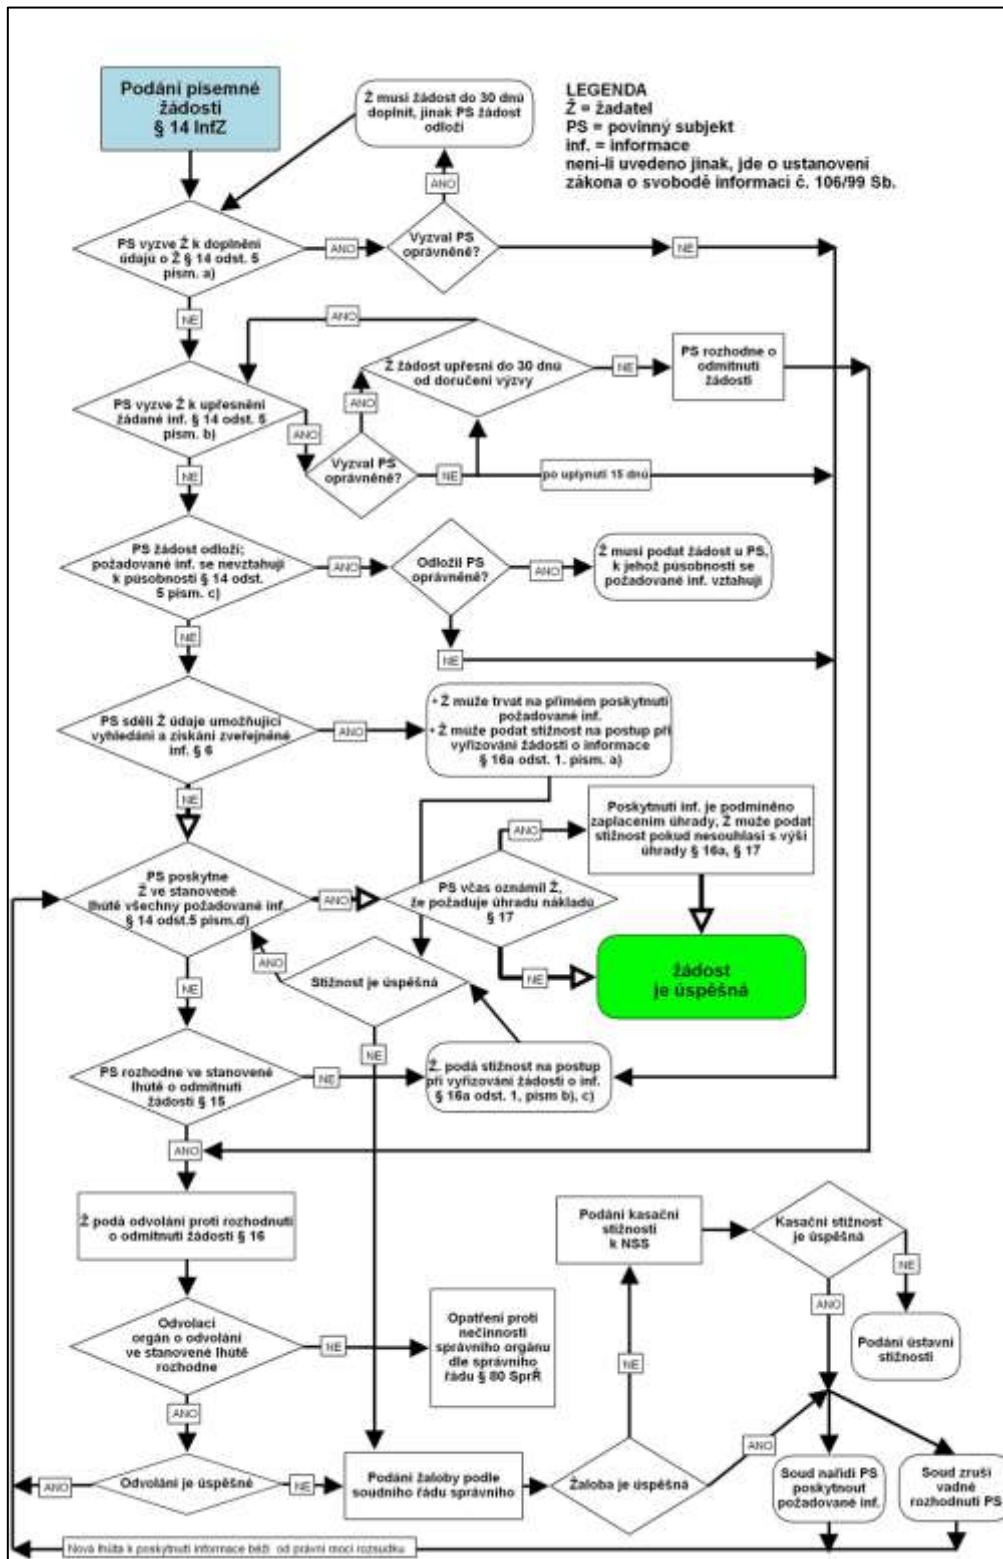 Podání písemné
žádosti
§ 14 InfZ
Ž musí žádost do 30 dnů
doplnit, jinak PS žádost
odloží
LEGENDA
Ž = žadatel
PS = povinný subjekt
inf. = informace
není-li uvedeno jinak, jde o ustanovení
zákona o svobodě informací č. 106/99 Sb.
ANO
PS vyzve Ž k doplnění
údajů o Ž § 14 odst. 5
písm. a)
ANO
Vyzval PS
oprávněně?
NE
NE
ANO
Ž žádost upřesní do 30 dnů
od doručení výzvy
NE
PS rozhodne o
odmítnutí
žádosti
PS vyzve Ž k upřesnění
žádané inf. § 14 odst. 5
písm. b)
ANO
ANO
Vyzval PS
oprávněně?
NE
po uplynutí 15 dnů
NE
PS žádost odloží;
požadované inf. se nevztahují
k působnosti § 14 odst.
5 písm. c)
ANO
Odložil PS
oprávněně?
ANO
Ž musí podat žádost u PS,
k jehož působnosti se
požadované inf. vztahují
NE
NE
PS sdělí Ž údaje umožňující
vyhledání a získání zveřejněné
inf. § 6
ANO
• Ž může trvat na přímém poskytnutí
požadované inf.
• Ž může podat stížnost na postup při
vyřizování žádosti o informace
§ 16a odst. 1. písm. a)
NE
ANO
Poskytnutí inf. je podmíněno
zaplacením úhrady, Ž může podat
stížnost pokud nesouhlasí s výší
úhrady § 16a, § 17
PS poskytne
Ž ve stanovené
lhůtě všechny požadované inf.
§ 14 odst.5 písm.d)
ANO
PS včas oznámil Ž,
že požaduje úhradu nákladů
§ 17
ANO
Stížnost je úspěšná
NE
žádost
je úspěšná
NE
NE
PS rozhodne ve stanovené
lhůtě o odmítnutí
žádosti § 15
NE
Ž. podá stížnost na postup
při vyřizování žádosti o inf.
§ 16a odst. 1, písm b), c)
ANO
Ž podá odvolání proti rozhodnutí
o odmítnutí žádosti § 16
Podání kasační
stížnosti
k NSS
Kasační stížnost
je úspěšná
NE
ANO
Odvolací
orgán o odvolání
ve stanovené lhůtě
rozhodne
NE
Opatření proti
nečinnosti
správního orgánu
dle správního
řádu § 80 SprŘ
Podání ústavní
stížnosti
NE
ANO
ANO
ANO
Odvolání je úspěšné
NE
Podání žaloby podle
soudního řádu správního
Žaloba je úspěšná
Soud nařídí PS
poskytnout
požadované inf.
Soud zruší
vadné
rozhodnutí PS
Nová lhůta k poskytnutí informace běží od právní moci rozsudku